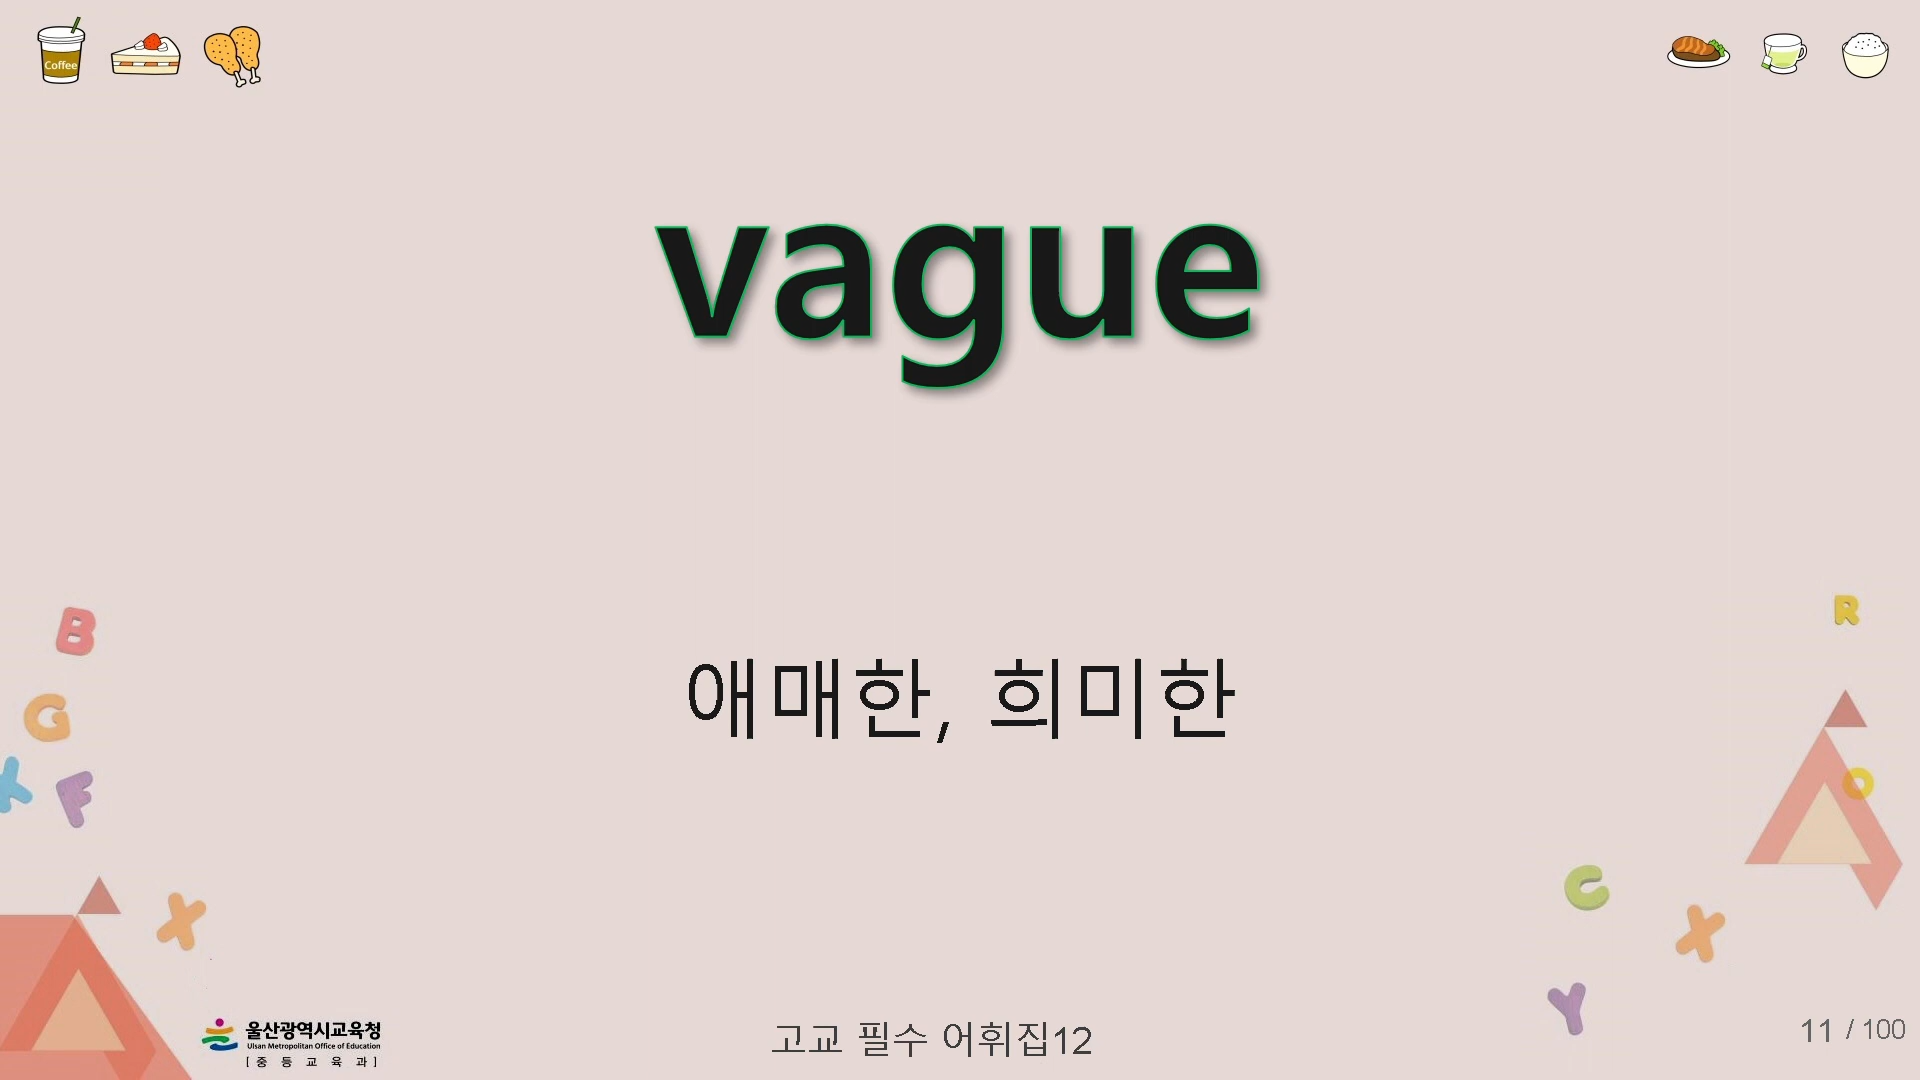 Coffee
vague
애매한, 희미한
B
G
K
F
X
R
O
C
X
Y
울산광역시교육청
Ulsan Metropolitan Office of Education
[ 중 등 교 육 과 ]
고교 필수 어휘집12
11 / 100